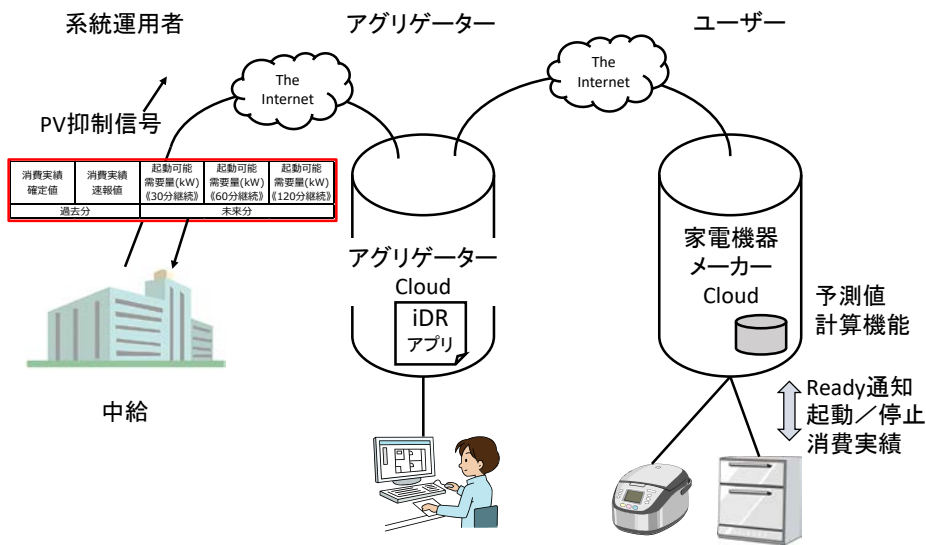 系統運用者
アグリゲーター
ユーザー
The
Internet
The
Internet
PV抑制信号
消費実績
確定値
消費実績
速報値
起動可能
需要量(kW)
《30分継続》
起動可能
需要量(kW)
《60分継続》
起動可能
需要量(kW)
《120分継続》
過去分
未来分
アグリゲーター
Cloud
iDR
アプリ
家電機器
メーカー
Cloud
予測値
計算機能
中給
Ready通知
起動／停止
消費実績